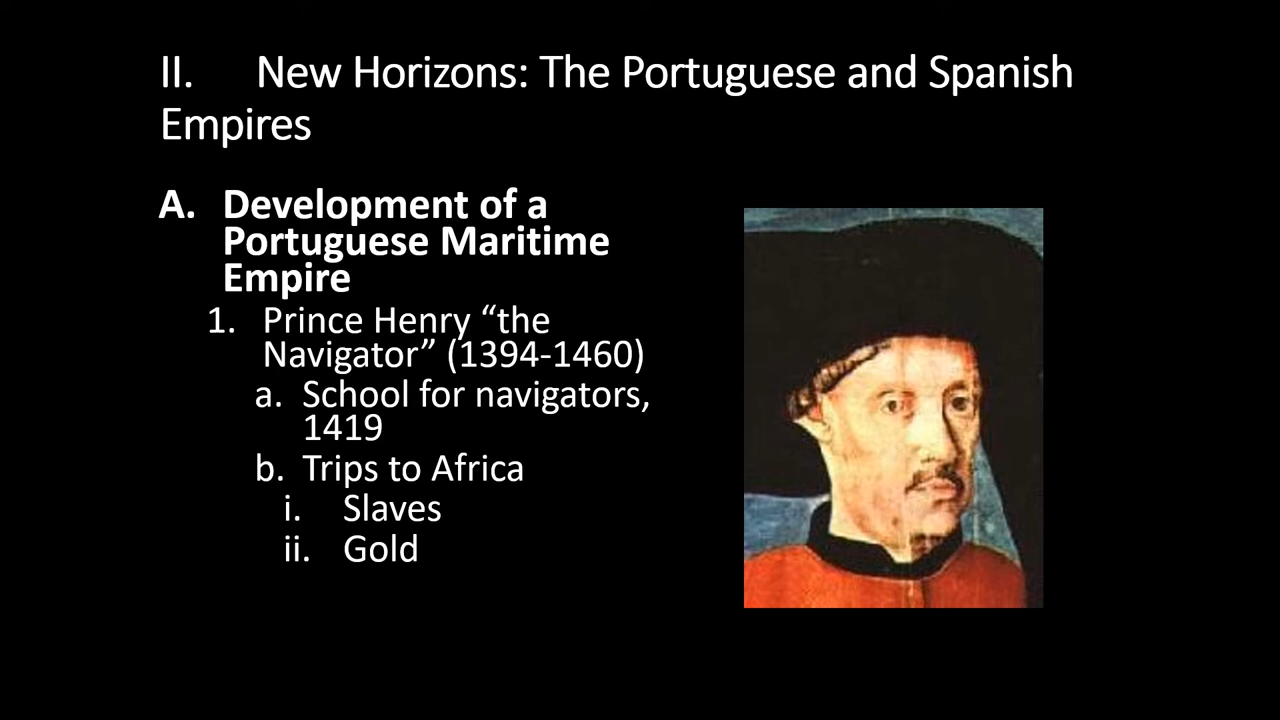 II. New Horizons: The Portuguese and Spanish
Empires
A. Development of a
Portuguese Maritime
Empire
1. Prince Henry “the
Navigator” (1394-1460)
a. School for navigators,
1419
b. Trips to Africa
i. Slaves
ii. Gold